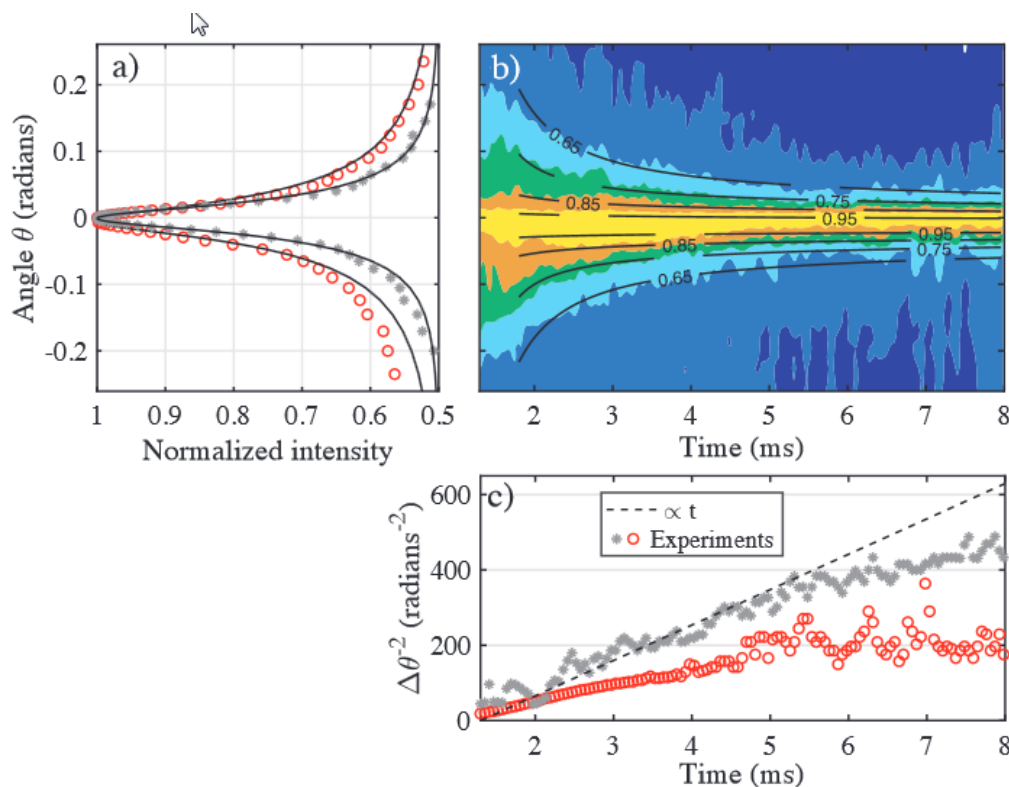 a)
0.2
0.1
0
-0.1
-0.2
Angle θ (radians)
1 0.9 0.8 0.7 0.6 0.5
Normalized intensity
b)
0.65
0.75
0.85
0.95
0.95
0.85
0.75
0.65
2 3 4 5 6 7 8
Time (ms)
c)
600
400
200
0
Δθ⁻² (radians⁻²)
∝ t
Experiments
2 3 4 5 6 7 8
Time (ms)